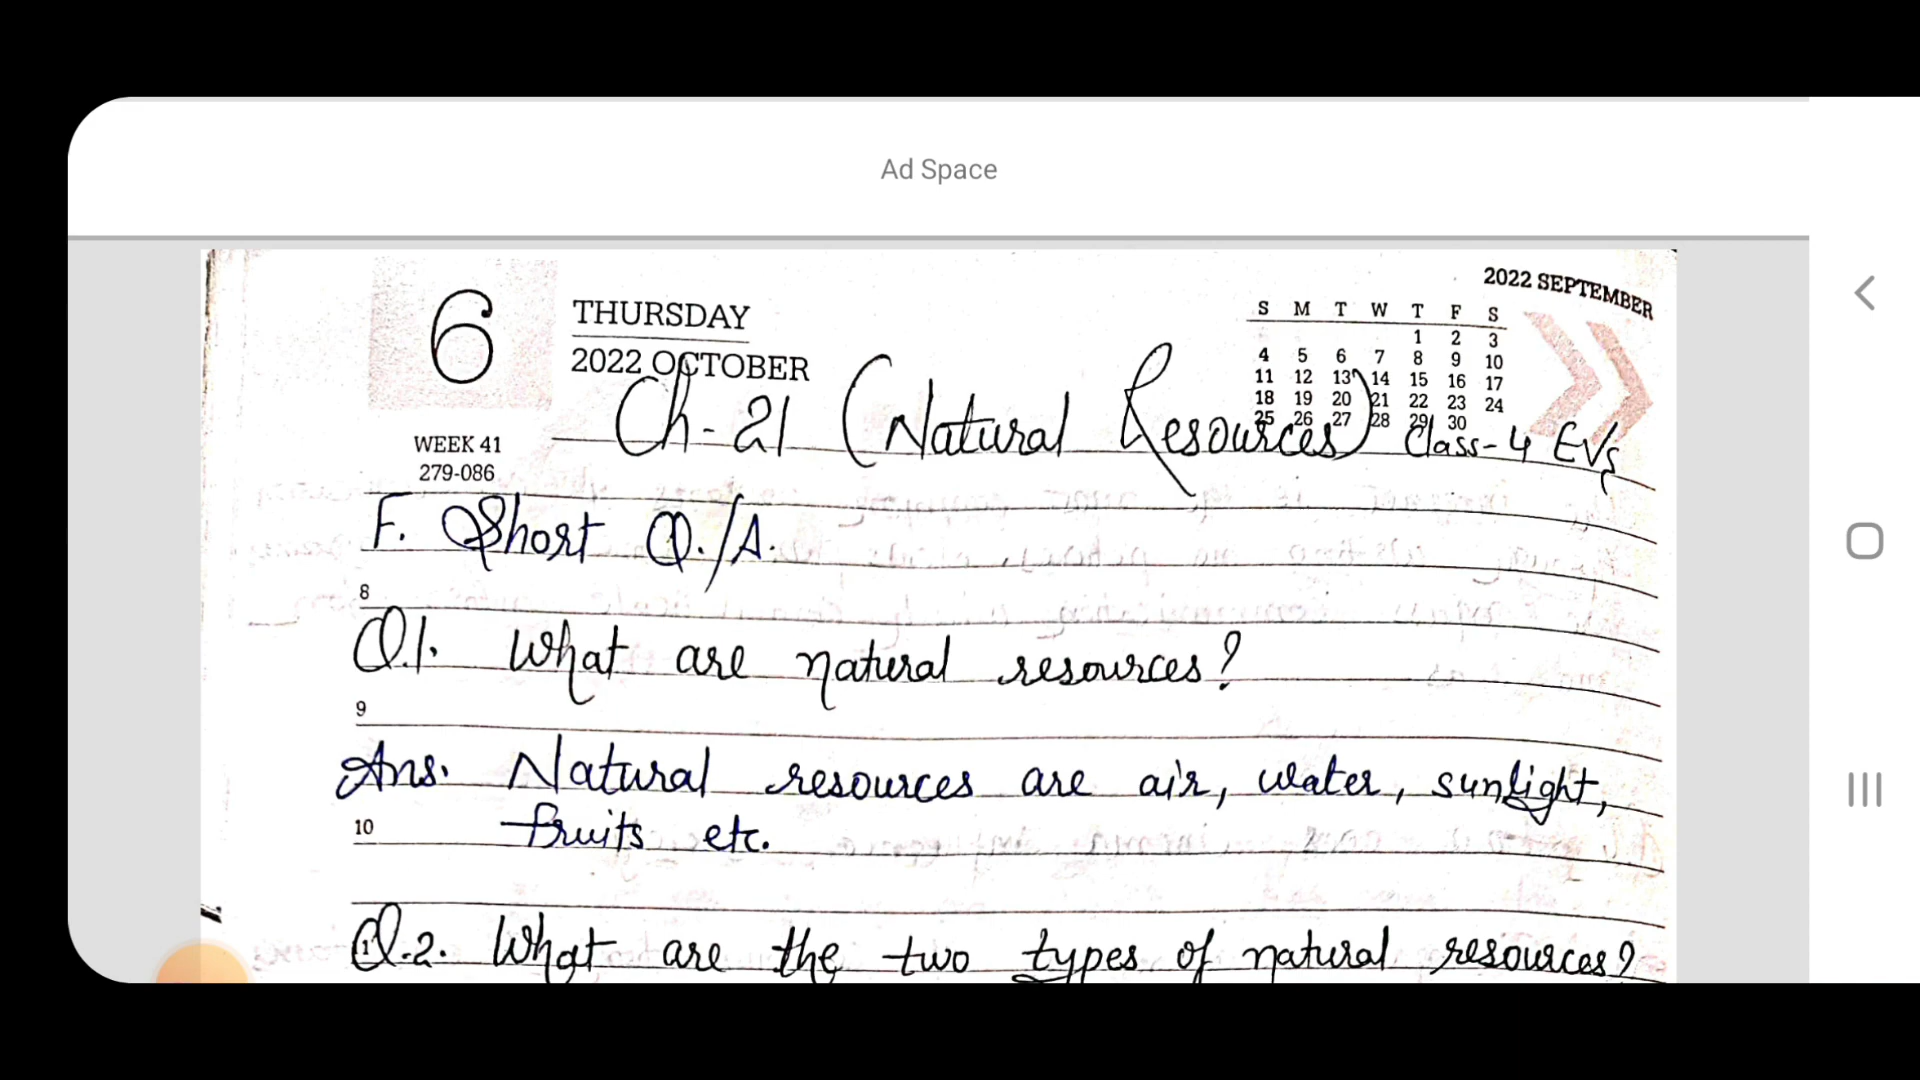 Ad Space
2022 SEPTEMBER
6
THURSDAY
2022 OCTOBER
S M T W T F S
1 2 3
4 5 6 7 8 9 10
11 12 13 14 15 16 17
18 19 20 21 22 23 24
25 26 27 28 29 30
WEEK 41
279-086
Ch-21 (Natural Resources) Class-4 EVS
F. Short Q./A.
8
Q.1. What are natural resources?
9
Ans. Natural resources are air, water, sunlight,
10 fruits etc.
Q.2. What are the two types of natural resources?